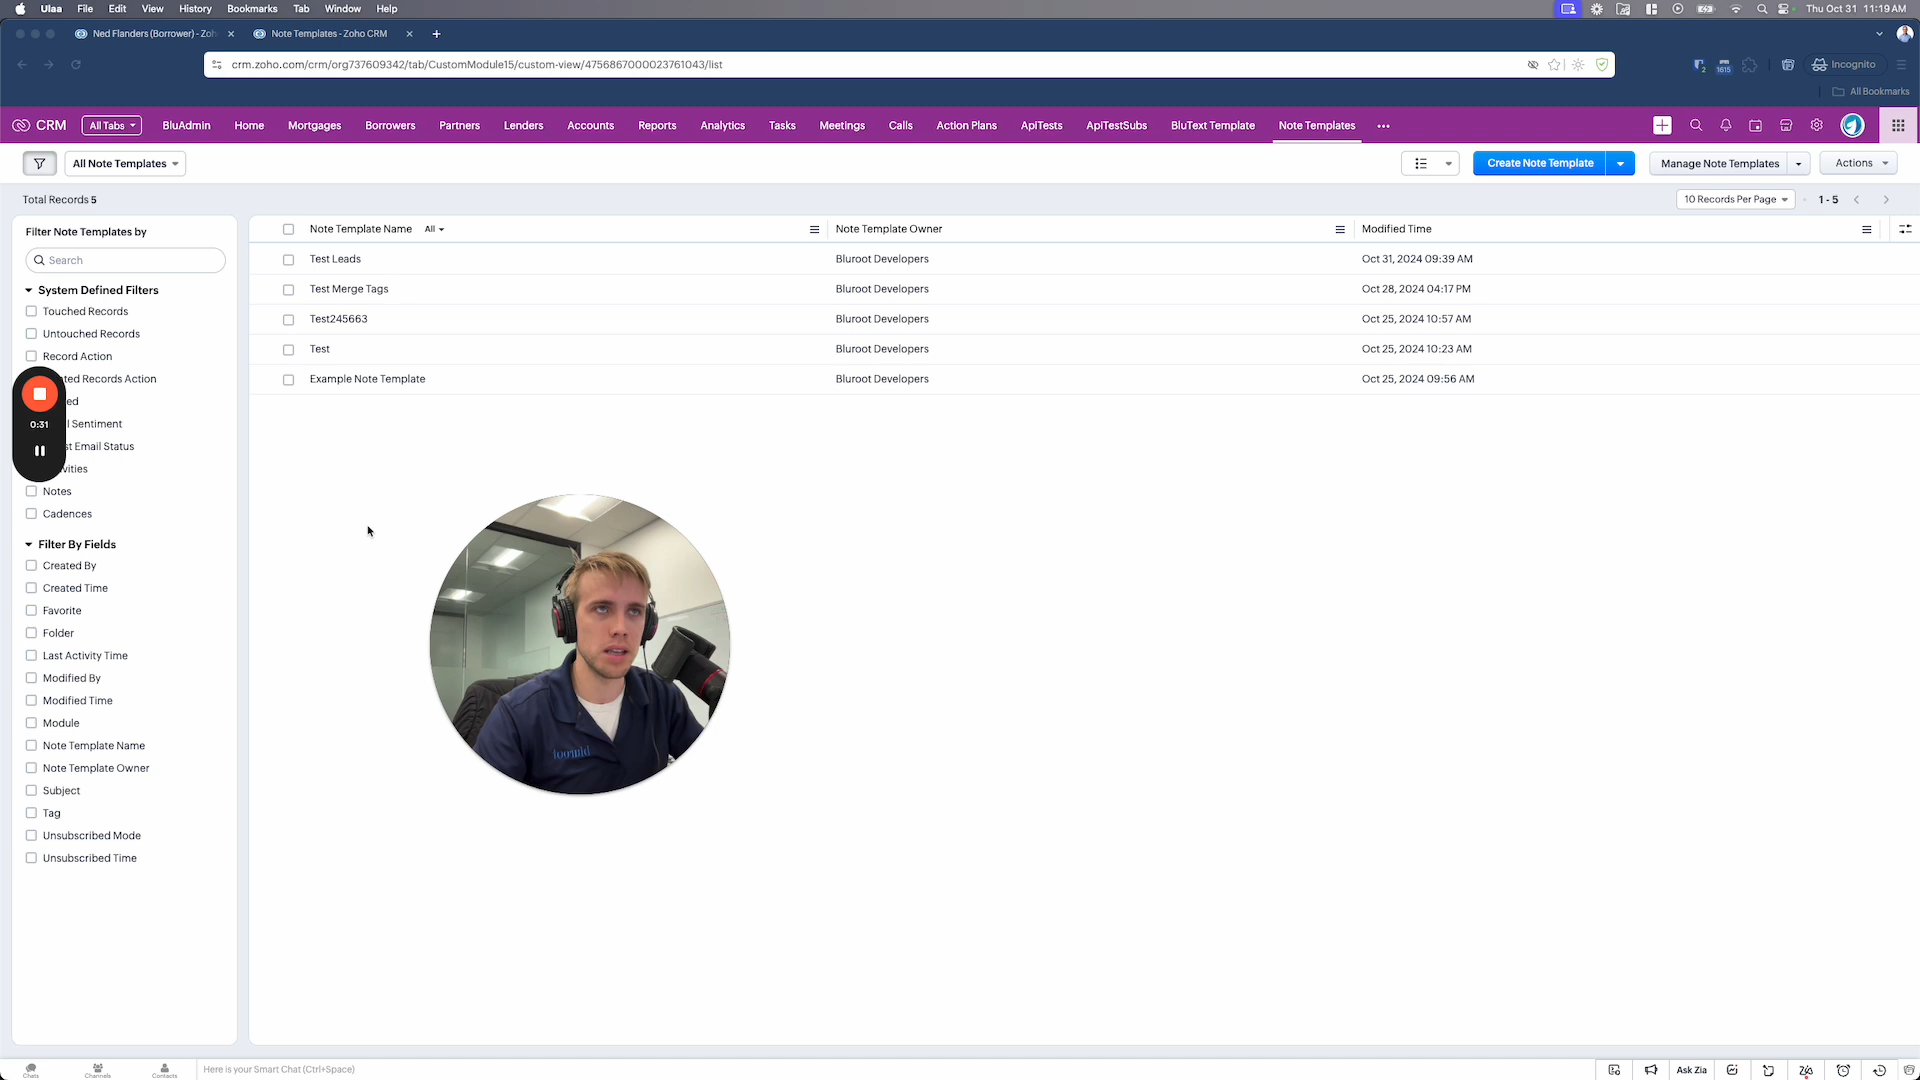 Ulaa File Edit View History Bookmarks Tab Window Help
Thu Oct 31 11:19 AM
Ned Flanders (Borrower) - Zoh
Note Templates - Zoho CRM
crm.zoho.com/crm/org737609342/tab/CustomModule15/custom-view/4756867000023761043/list
2
1615
Incognito
All Bookmarks
CRM
All Tabs
BluAdmin
Home
Mortgages
Borrowers
Partners
Lenders
Accounts
Reports
Analytics
Tasks
Meetings
Calls
Action Plans
ApiTests
ApiTestSubs
BluText Template
Note Templates
All Note Templates
Create Note Template
Manage Note Templates
Actions
Total Records 5
10 Records Per Page
1 - 5
Filter Note Templates by
Search
System Defined Filters
Touched Records
Untouched Records
Record Action
ted Records Action
ed
l Sentiment
st Email Status
vities
Notes
Cadences
0:31
Filter By Fields
Created By
Created Time
Favorite
Folder
Last Activity Time
Modified By
Modified Time
Module
Note Template Name
Note Template Owner
Subject
Tag
Unsubscribed Mode
Unsubscribed Time
Note Template Name All Note Template Owner Modified Time
Test Leads Bluroot Developers Oct 31, 2024 09:39 AM
Test Merge Tags Bluroot Developers Oct 28, 2024 04:17 PM
Test245663 Bluroot Developers Oct 25, 2024 10:57 AM
Test Bluroot Developers Oct 25, 2024 10:23 AM
Example Note Template Bluroot Developers Oct 25, 2024 09:56 AM
Chats
Channels
Contacts
Here is your Smart Chat (Ctrl+Space)
Ask Zia